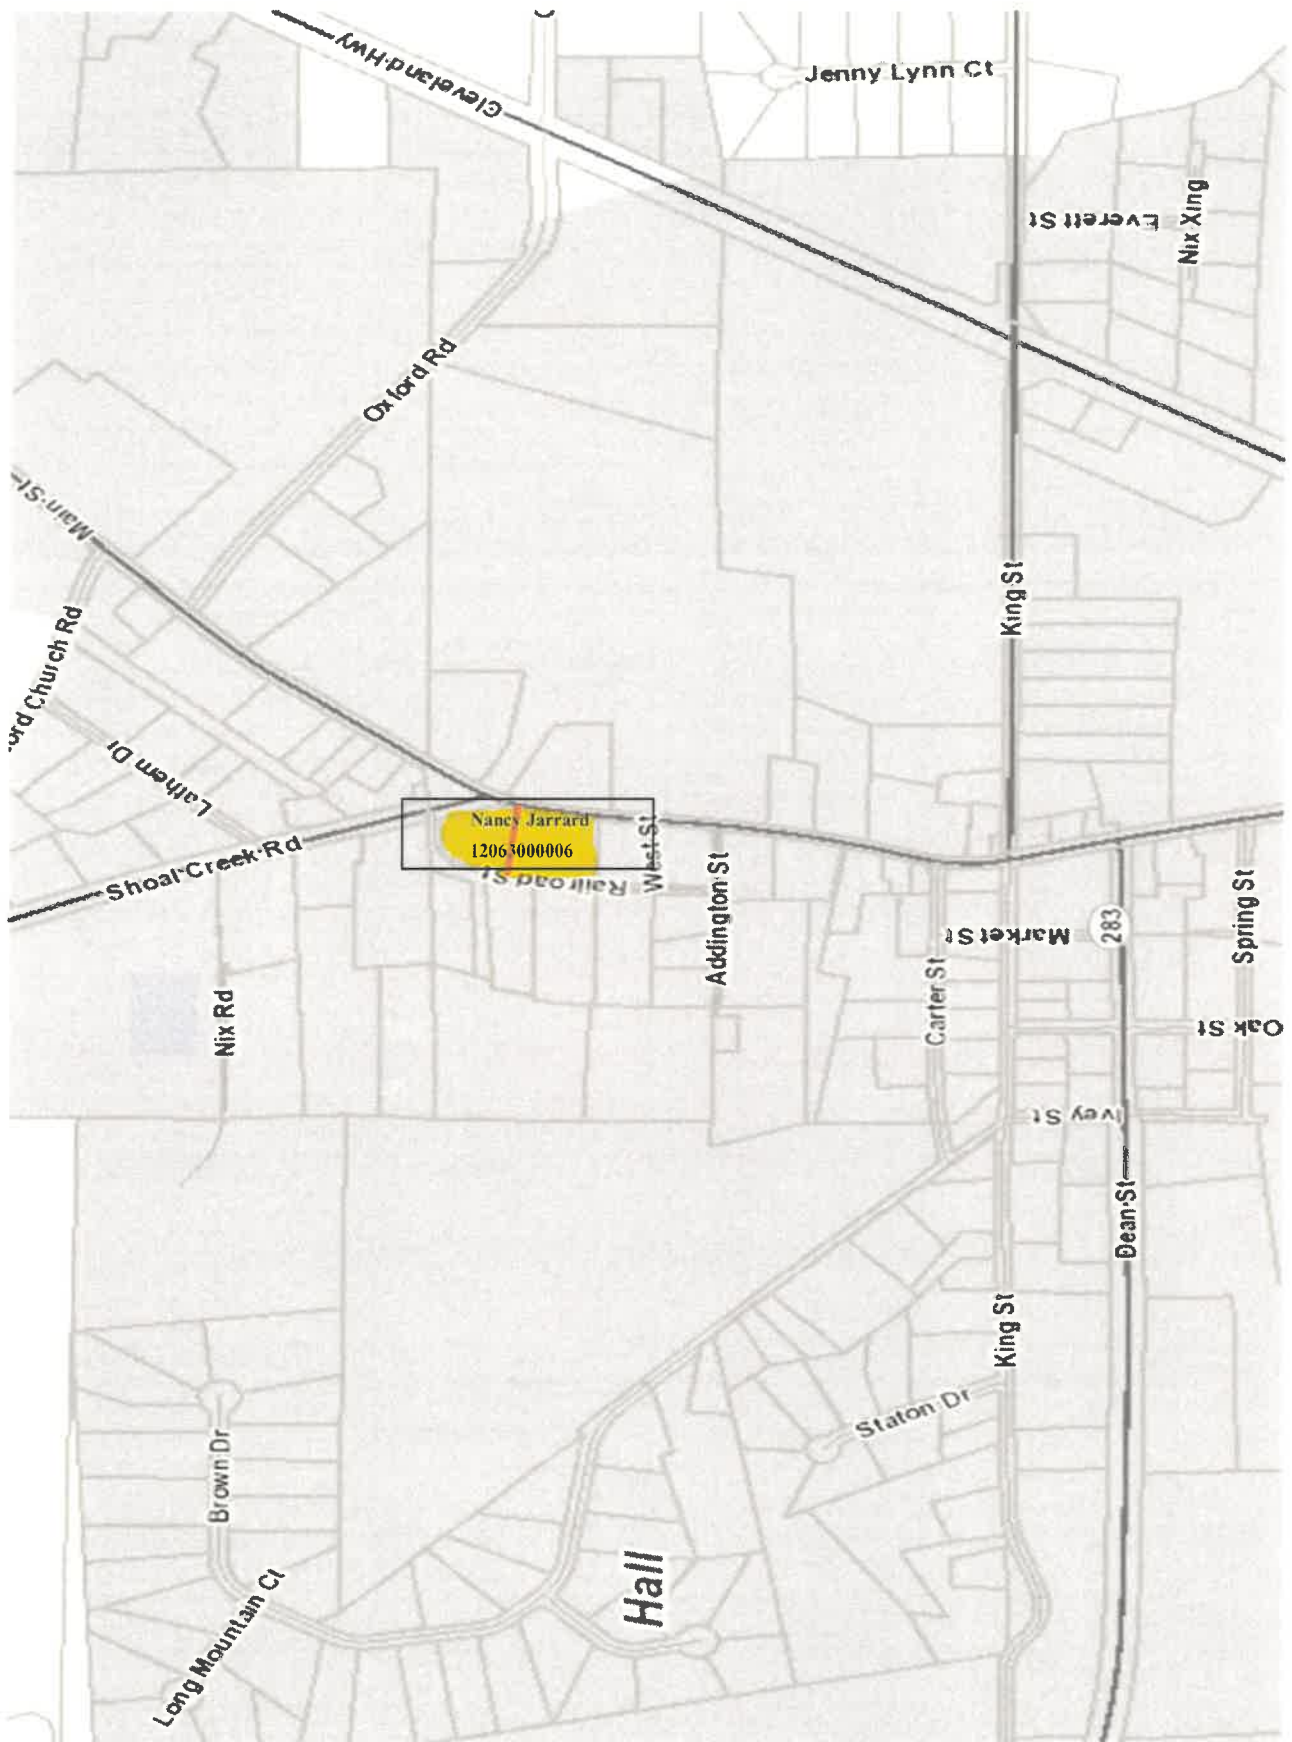 Cleveland Hwy
Jenny Lynn Ct
Everett St
Nix Xing
Oxford Rd
Main St
King St
ord Church Rd
Lathem Dr
Nancy Jarrard
12063000006
Shoal Creek Rd
Railroad St
West St
Addington St
Market St
283
Spring St
Carter St
Nix Rd
Oak St
Ivey St
Dean St
King St
Staton Dr
Brown Dr
Hall
Long Mountain Ct